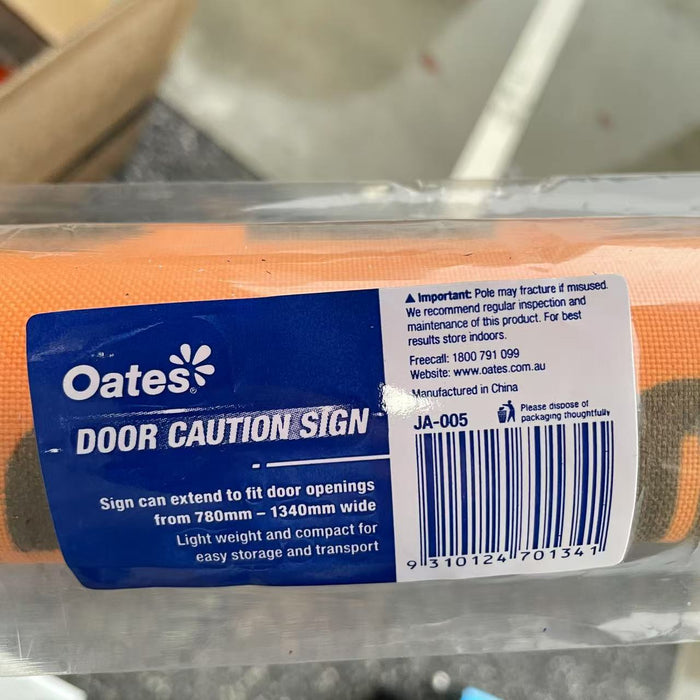 Oates®
DOOR CAUTION SIGN
Sign can extend to fit door openings
from 780mm – 1340mm wide
Light weight and compact for
easy storage and transport
▲ Important: Pole may fracture if misused.
We recommend regular inspection and
maintenance of this product. For best
results store indoors.
Freecall: 1800 791 099
Website: www.oates.com.au
Manufactured in China
JA-005
Please dispose of
packaging thoughtfully
9 310124 701341